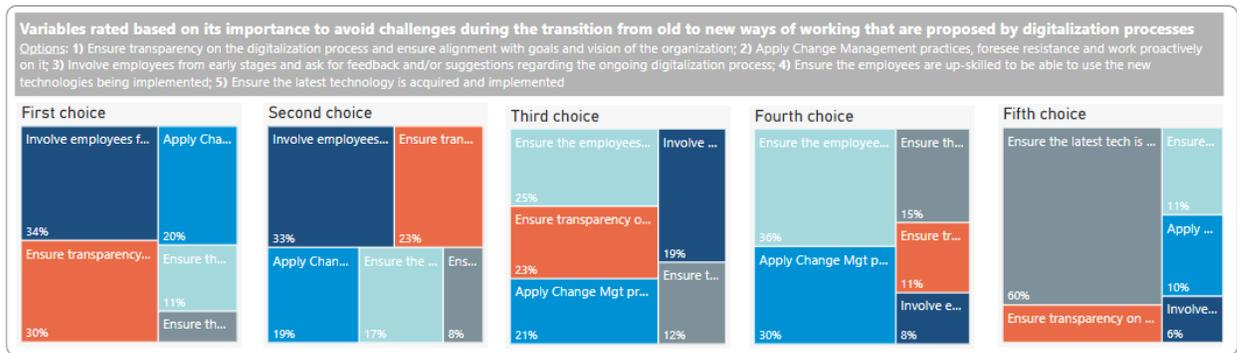 Variables rated based on its importance to avoid challenges during the transition from old to new ways of working that are proposed by digitalization processes
Options: 1) Ensure transparency on the digitalization process and ensure alignment with goals and vision of the organization; 2) Apply Change Management practices, foresee resistance and work proactively
on it; 3) Involve employees from early stages and ask for feedback and/or suggestions regarding the ongoing digitalization process; 4) Ensure the employees are up-skilled to be able to use the new
technologies being implemented; 5) Ensure the latest technology is acquired and implemented
First choice
Involve employees f...
34%
Apply Cha...
20%
Ensure transparency...
30%
Ensure th...
11%
Ensure th...
Second choice
Involve employees...
33%
Ensure tran...
23%
Apply Chan...
19%
Ensure the ...
17%
Ens...
8%
Third choice
Ensure the employees...
25%
Involve ...
19%
Ensure transparency o...
23%
Apply Change Mgt pr...
21%
Ensure t...
12%
Fourth choice
Ensure the employee...
36%
Ensure th...
15%
Apply Change Mgt p...
30%
Ensure tr...
11%
Involve e...
8%
Fifth choice
Ensure the latest tech is ...
60%
Ensure...
11%
Apply ...
10%
Ensure transparency on ...
Involve...
6%